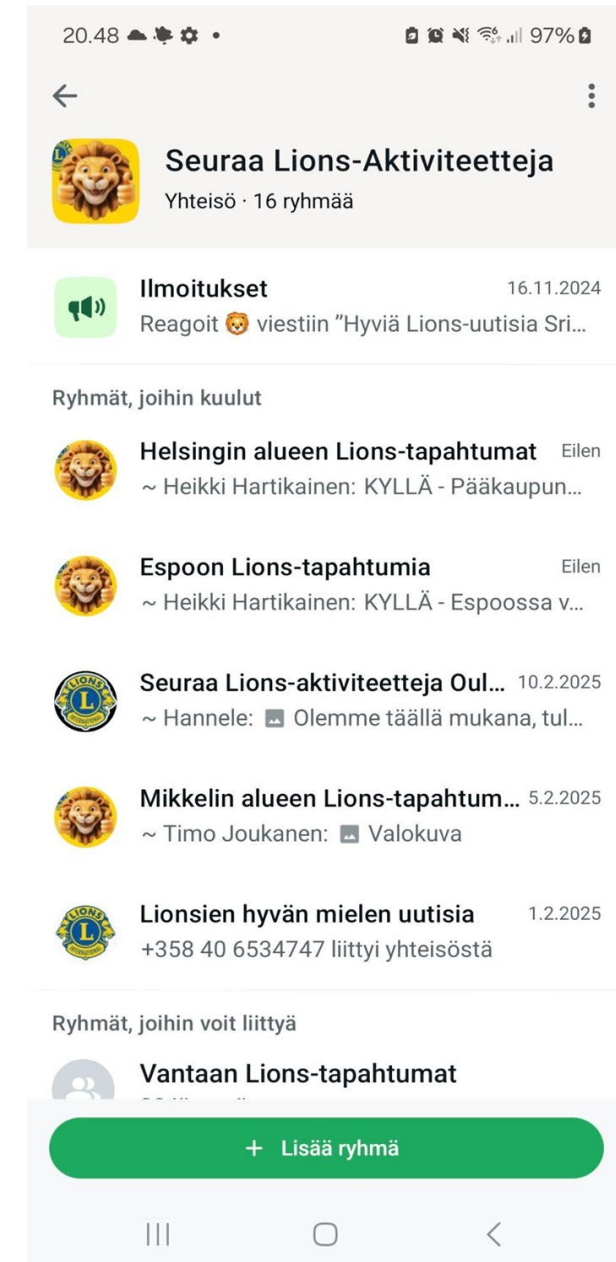 20.48 97%
Seuraa Lions-Aktiviteetteja
Yhteisö · 16 ryhmää
Ilmoitukset 16.11.2024
Reagoit 🦁 viestiin ”Hyviä Lions-uutisia Sri...
Ryhmät, joihin kuulut
Helsingin alueen Lions-tapahtumat Eilen
~ Heikki Hartikainen: KYLLÄ - Pääkaupun...
Espoon Lions-tapahtumia Eilen
~ Heikki Hartikainen: KYLLÄ - Espoossa v...
Seuraa Lions-aktiviteetteja Oul... 10.2.2025
~ Hannele: Olemme täällä mukana, tul...
LIONS
L
INTERNATIONAL
Mikkelin alueen Lions-tapahtum... 5.2.2025
~ Timo Joukanen: Valokuva
Lionsien hyvän mielen uutisia 1.2.2025
+358 40 6534747 liittyi yhteisöstä
LIONS
L
INTERNATIONAL
Ryhmät, joihin voit liittyä
Vantaan Lions-tapahtumat
+ Lisää ryhmä